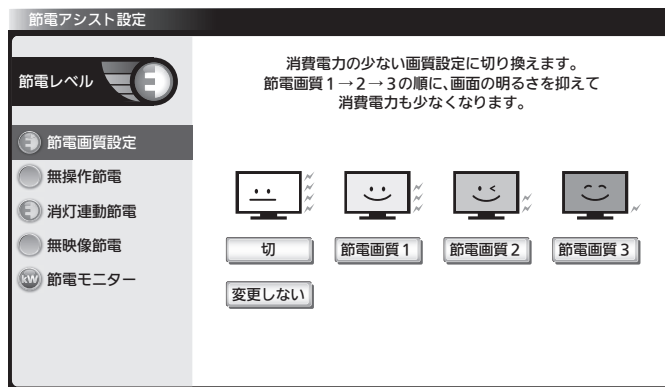 節電アシスト設定
節電レベル
E
消費電力の少ない画質設定に切り換えます。
節電画質1→2→3の順に、画面の明るさを抑えて
消費電力も少なくなります。
E 節電画質設定
無操作節電
E 消灯連動節電
無映像節電
kW 節電モニター
切
節電画質1
節電画質2
節電画質3
変更しない